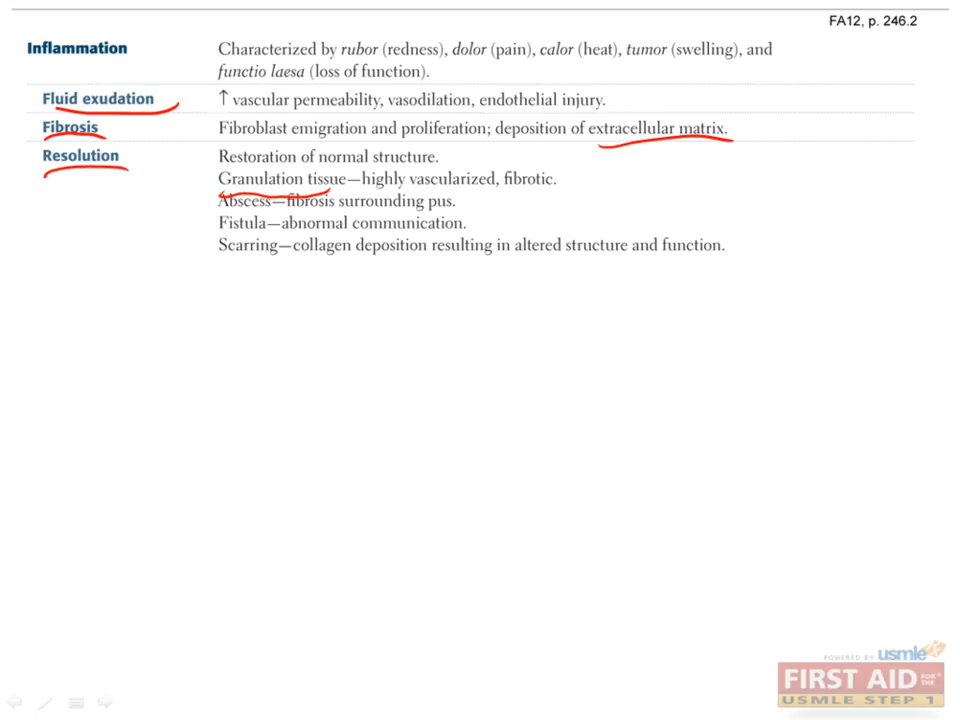 FA12, p. 246.2
Inflammation
Characterized by rubor (redness), dolor (pain), calor (heat), tumor (swelling), and
functio laesa (loss of function).
Fluid exudation
↑ vascular permeability, vasodilation, endothelial injury.
Fibrosis
Fibroblast emigration and proliferation; deposition of extracellular matrix.
Resolution
Restoration of normal structure.
Granulation tissue—highly vascularized, fibrotic.
Abscess—fibrosis surrounding pus.
Fistula—abnormal communication.
Scarring—collagen deposition resulting in altered structure and function.
POWERED BY usmle
FIRST AID FOR THE
USMLE STEP 1